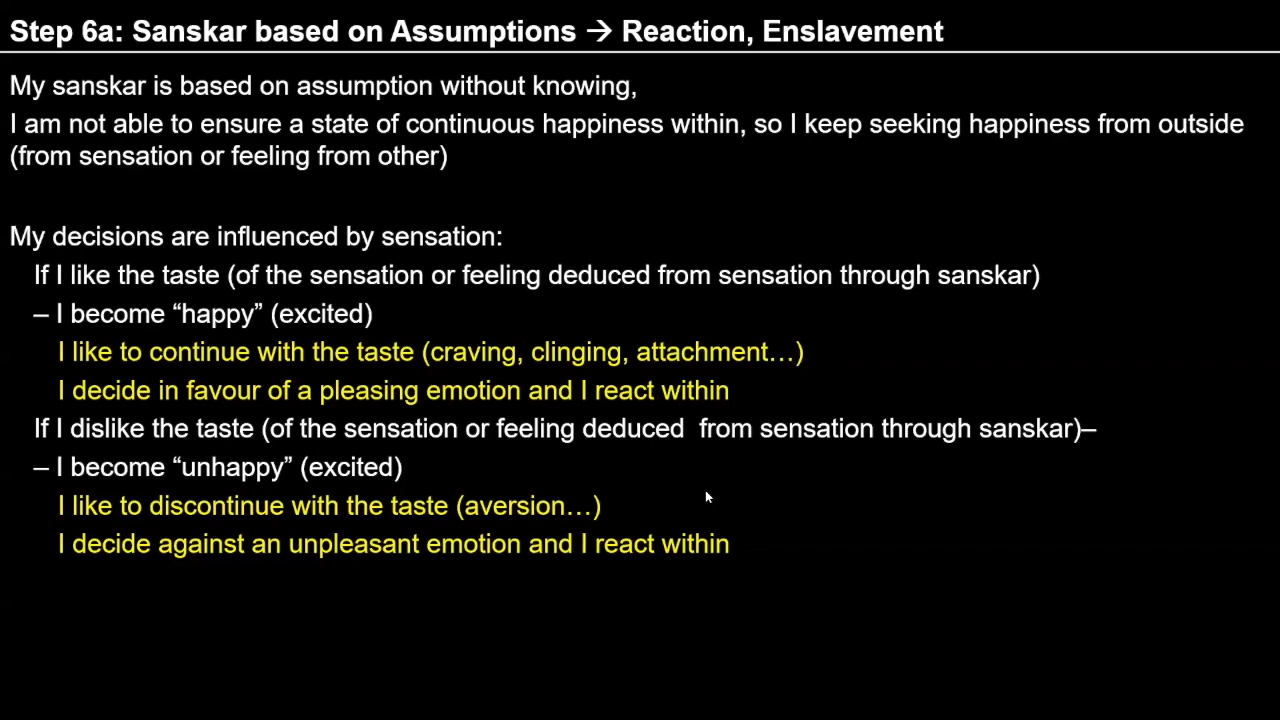 Step 6a: Sanskar based on Assumptions → Reaction, Enslavement
My sanskar is based on assumption without knowing,
I am not able to ensure a state of continuous happiness within, so I keep seeking happiness from outside
(from sensation or feeling from other)
My decisions are influenced by sensation:
If I like the taste (of the sensation or feeling deduced from sensation through sanskar)
– I become “happy” (excited)
I like to continue with the taste (craving, clinging, attachment…)
I decide in favour of a pleasing emotion and I react within
If I dislike the taste (of the sensation or feeling deduced  from sensation through sanskar)–
– I become “unhappy” (excited)
I like to discontinue with the taste (aversion…)
I decide against an unpleasant emotion and I react within